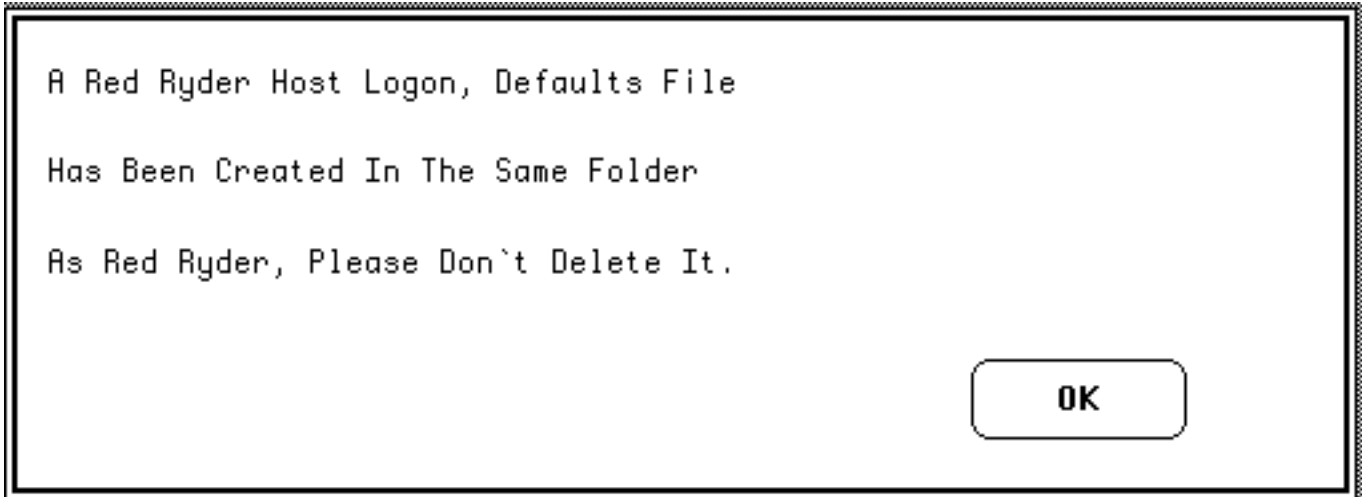 A Red Ryder Host Logon, Defaults File
Has Been Created In The Same Folder
As Red Ryder, Please Don`t Delete It.
OK